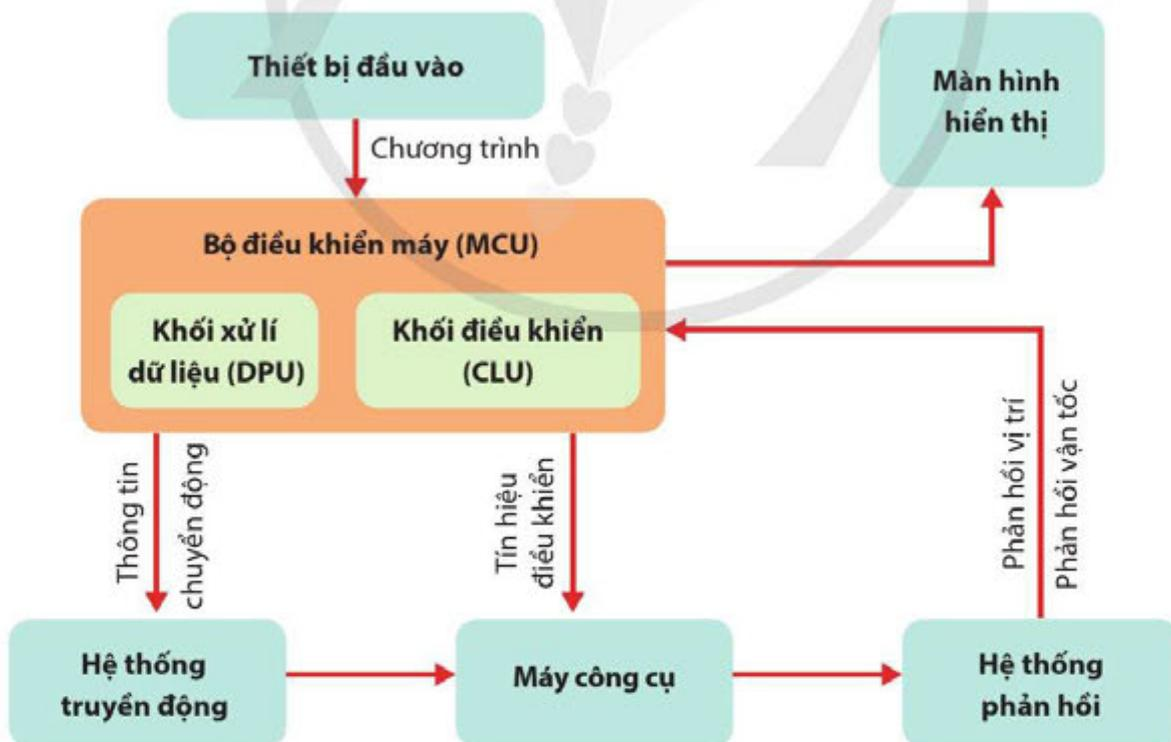 Thiết bị đầu vào
Màn hình
hiển thị
Chương trình
Bộ điều khiển máy (MCU)
Khối xử lí
dữ liệu (DPU)
Khối điều khiển
(CLU)
Thông tin
chuyển động
Tín hiệu
điều khiển
Phản hồi vị trí
Phản hồi vận tốc
Hệ thống
truyền động
Máy công cụ
Hệ thống
phản hồi